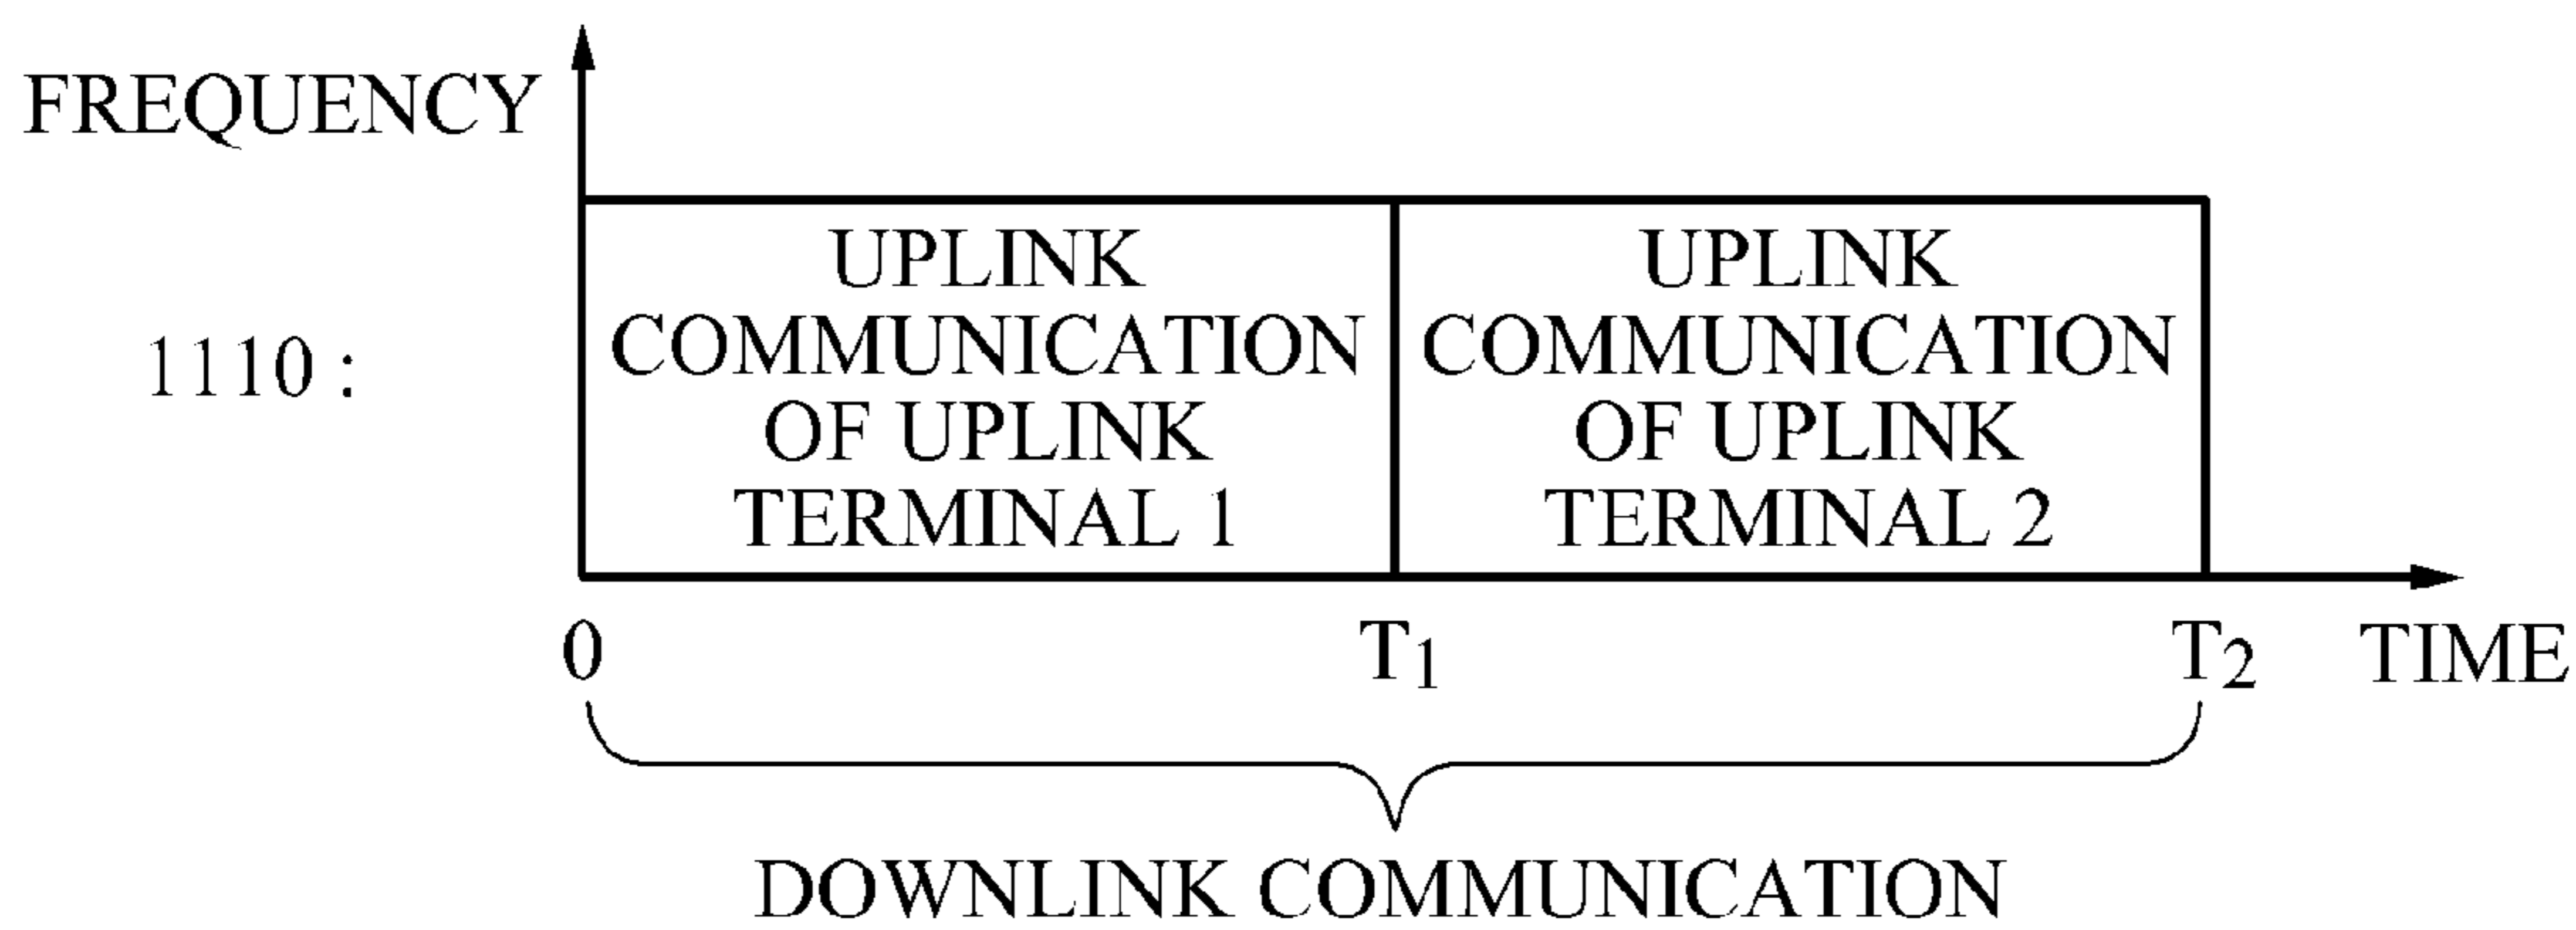 FREQUENCY
1110 :
UPLINK
COMMUNICATION
OF UPLINK
TERMINAL 1
UPLINK
COMMUNICATION
OF UPLINK
TERMINAL 2
0
T1
T2
TIME
DOWNLINK COMMUNICATION